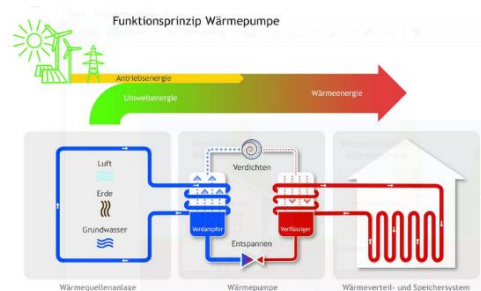 Funktionsprinzip Wärmepumpe
Antriebsenergie
Umweltenergie
Wärmeenergie
Luft
Erde
Grundwasser
Verdichten
Verdampfer
Verflüssiger
Entspannen
Wärmequellenanlage
Wärmepumpe
Wärmeverteil- und Speichersystem